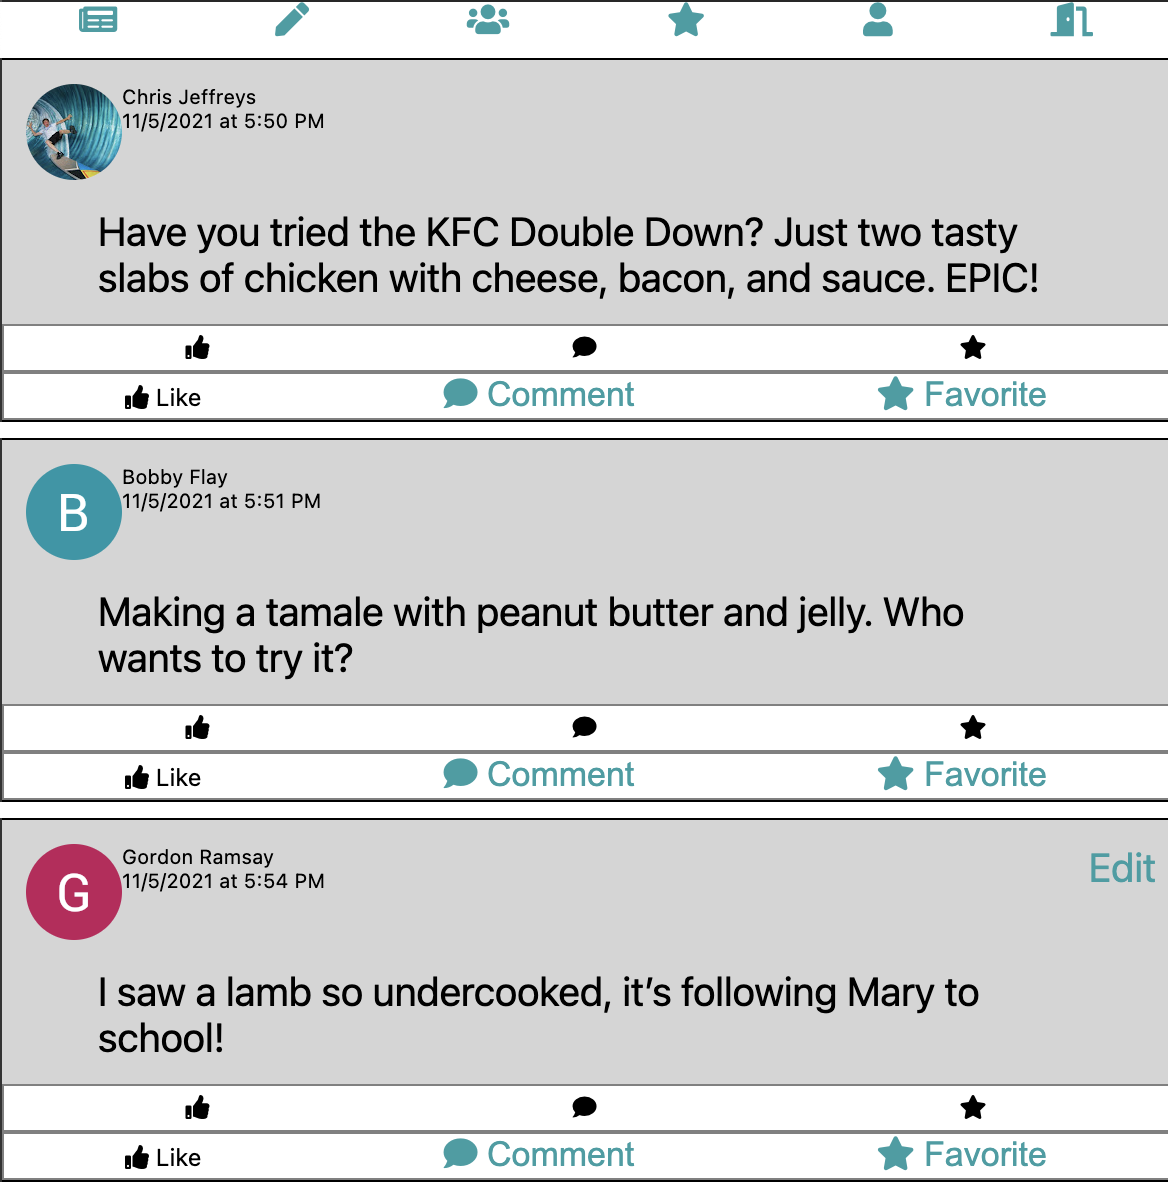 Chris Jeffreys
11/5/2021 at 5:50 PM
Have you tried the KFC Double Down? Just two tasty
slabs of chicken with cheese, bacon, and sauce. EPIC!
Like Comment Favorite
B
Bobby Flay
11/5/2021 at 5:51 PM
Making a tamale with peanut butter and jelly. Who
wants to try it?
Like Comment Favorite
G
Gordon Ramsay
11/5/2021 at 5:54 PM
Edit
I saw a lamb so undercooked, it’s following Mary to
school!
Like Comment Favorite